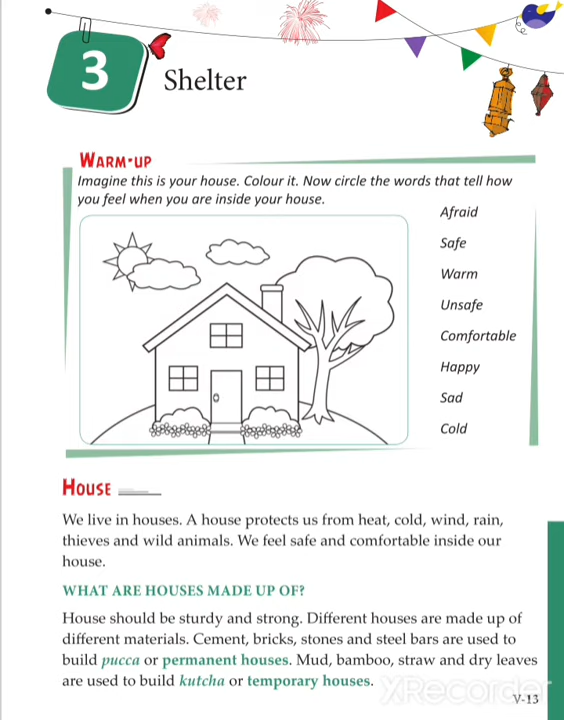 3
Shelter
WARM-UP
Imagine this is your house. Colour it. Now circle the words that tell how
you feel when you are inside your house.
Afraid
Safe
Warm
Unsafe
Comfortable
Happy
Sad
Cold
HOUSE
We live in houses. A house protects us from heat, cold, wind, rain,
thieves and wild animals. We feel safe and comfortable inside our
house.
WHAT ARE HOUSES MADE UP OF?
House should be sturdy and strong. Different houses are made up of
different materials. Cement, bricks, stones and steel bars are used to
build pucca or permanent houses. Mud, bamboo, straw and dry leaves
are used to build kutcha or temporary houses.
XRecorder
V-13